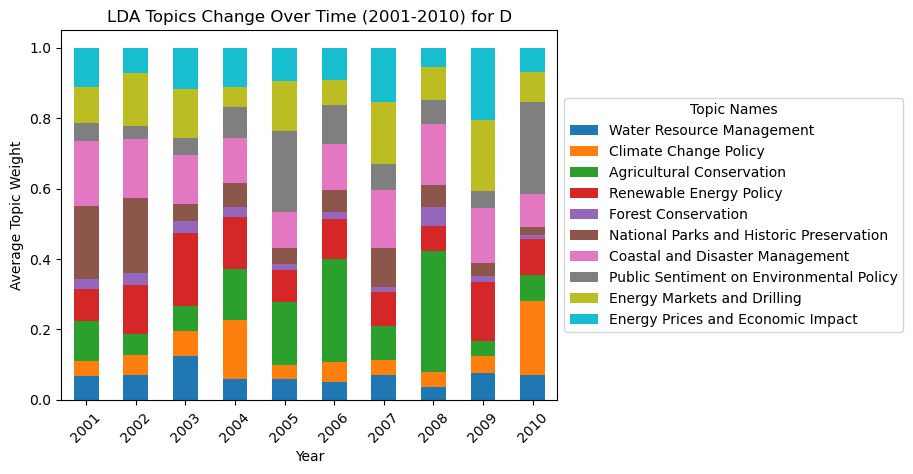 LDA Topics Change Over Time (2001-2010) for D
Average Topic Weight
1.0
0.8
0.6
0.4
0.2
0.0
2001 2002 2003 2004 2005 2006 2007 2008 2009 2010
Year
Topic Names
Water Resource Management
Climate Change Policy
Agricultural Conservation
Renewable Energy Policy
Forest Conservation
National Parks and Historic Preservation
Coastal and Disaster Management
Public Sentiment on Environmental Policy
Energy Markets and Drilling
Energy Prices and Economic Impact